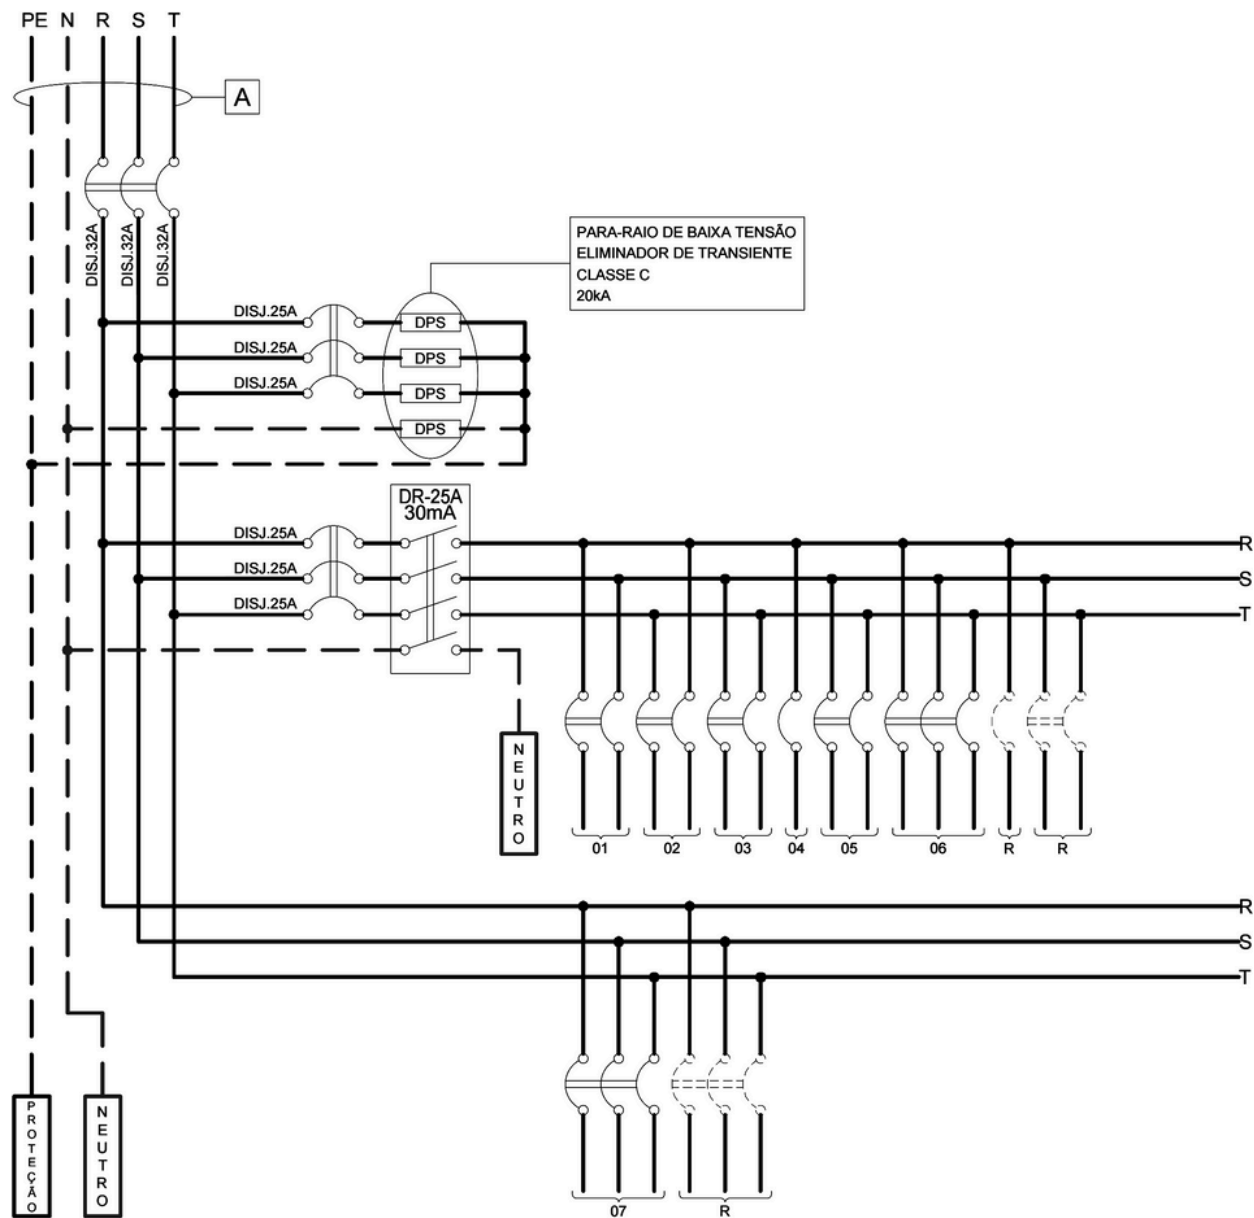 PE N R S T
A
DISJ.32A
DISJ.32A
DISJ.32A
PARA-RAIO DE BAIXA TENSÃO
ELIMINADOR DE TRANSIENTE
CLASSE C
20kA
DISJ.25A
DPS
DISJ.25A
DPS
DISJ.25A
DPS
DPS
DR-25A
30mA
DISJ.25A
R
DISJ.25A
S
DISJ.25A
T
NEUTRO
01 02 03 04 05 06 R R
R
S
T
PROTEÇÃO
NEUTRO
07 R